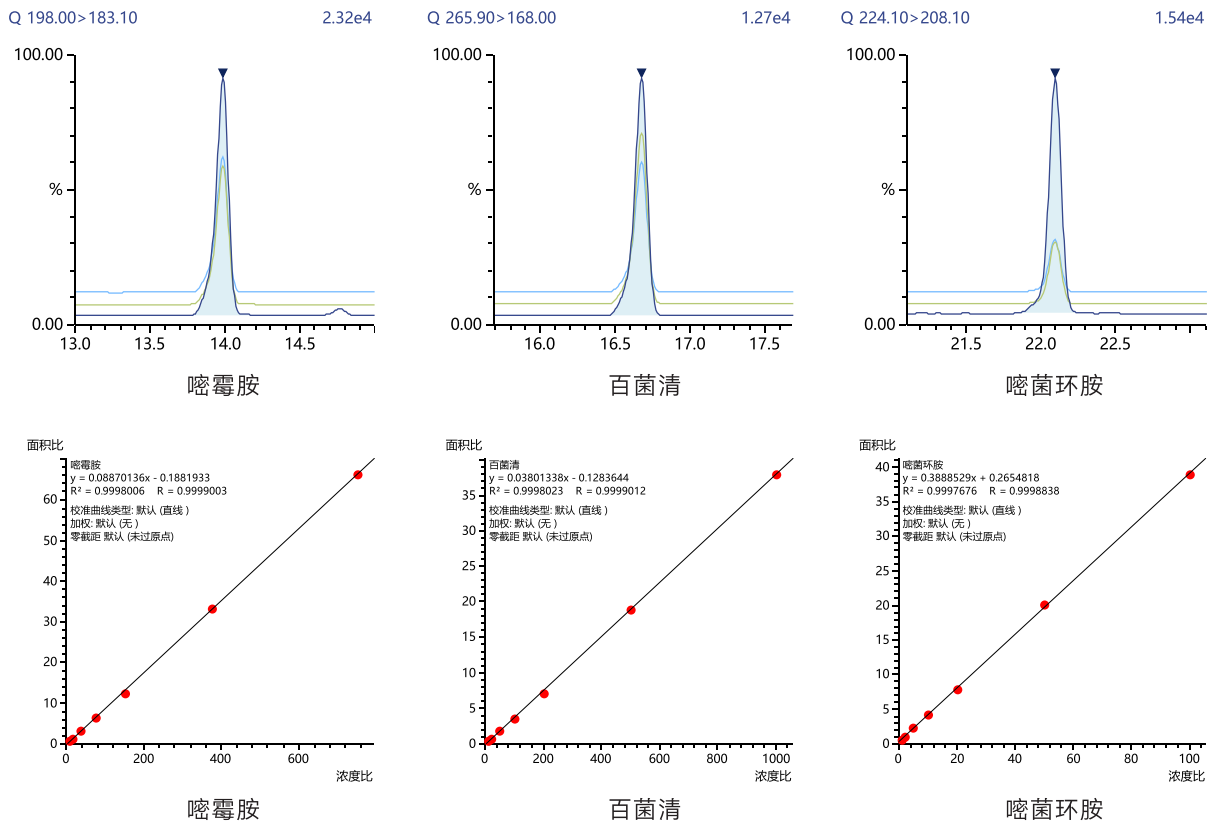 Q 198.00>183.10 2.32e4
100.00
%
0.00
13.0 13.5 14.0 14.5
嘧霉胺
Q 265.90>168.00 1.27e4
100.00
%
0.00
16.0 16.5 17.0 17.5
百菌清
Q 224.10>208.10 1.54e4
100.00
%
0.00
21.5 22.0 22.5
嘧菌环胺
面积比
嘧霉胺
y = 0.08870136x - 0.1881933
R² = 0.9998006 R = 0.9999003
校准曲线类型: 默认 (直线 )
加权: 默认 (无 )
零截距 默认 (未过原点)
60
50
40
30
20
10
0
0 200 400 600
浓度比
嘧霉胺
面积比
百菌清
y = 0.03801338x - 0.1283644
R² = 0.9998023 R = 0.9999012
校准曲线类型: 默认 (直线 )
加权: 默认 (无 )
零截距 默认 (未过原点)
35
30
25
20
15
10
5
0
0 200 400 600 800 1000
浓度比
百菌清
面积比
嘧菌环胺
y = 0.3888529x + 0.2654818
R² = 0.9997676 R = 0.9998838
校准曲线类型: 默认 (直线 )
加权: 默认 (无 )
零截距 默认 (未过原点)
40
35
30
25
20
15
10
5
0
0 20 40 60 80 100
浓度比
嘧菌环胺